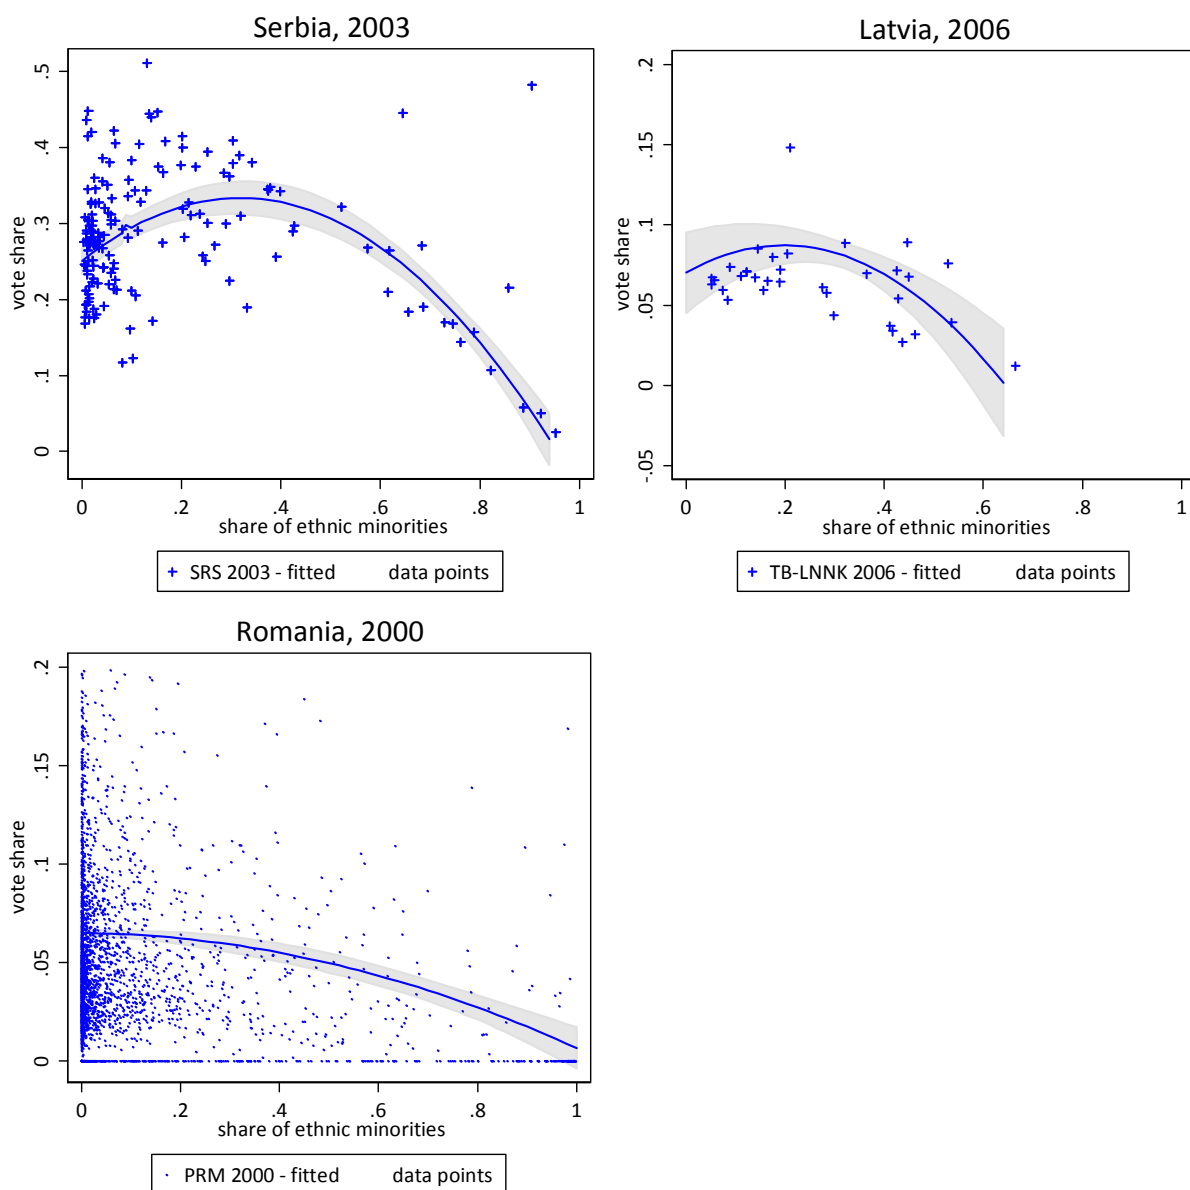 Serbia, 2003
.5
.4
.3
.2
.1
0
vote share
0 .2 .4 .6 .8 1
share of ethnic minorities
SRS 2003 - fitted data points
Latvia, 2006
.2
.15
.1
.05
0
-.05
vote share
0 .2 .4 .6 .8 1
share of ethnic minorities
TB-LNNK 2006 - fitted data points
Romania, 2000
.2
.15
.1
.05
0
vote share
0 .2 .4 .6 .8 1
share of ethnic minorities
PRM 2000 - fitted data points